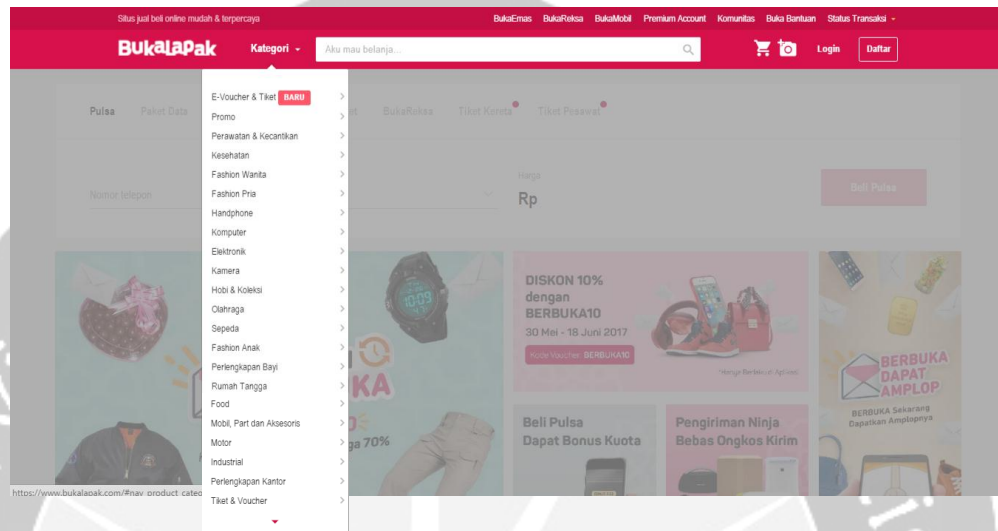 Situs jual beli online mudah & terpercaya
BukaEmas BukaReksa BukaMobil Premium Account Komunitas Buka Bantuan Status Transaksi
BukaLaPak
Kategori
Aku mau belanja...
Login
Daftar
E-Voucher & Tiket BARU
Promo
Perawatan & Kecantikan
Kesehatan
Fashion Wanita
Fashion Pria
Handphone
Komputer
Elektronik
Kamera
Hobi & Koleksi
Olahraga
Sepeda
Fashion Anak
Perlengkapan Bayi
Rumah Tangga
Food
Mobil, Part dan Aksesoris
Motor
Industrial
Perlengkapan Kantor
Tiket & Voucher
Pulsa Paket Data
BukaReksa Tiket Kereta Tiket Pesawat
Nomor telepon
Harga
Rp
Beli Pulsa
KA
70%
10:09
DISKON 10%
dengan
BERBUKA10
30 Mei - 18 Juni 2017
Kode Voucher: BERBUKA10
Beli Pulsa
Dapat Bonus Kuota
Pengiriman Ninja
Bebas Ongkos Kirim
BERBUKA
DAPAT
AMPLOP
BERBUKA Sekarang
Dapatkan Amplopnya
https://www.bukalapak.com/#nav_product_categ